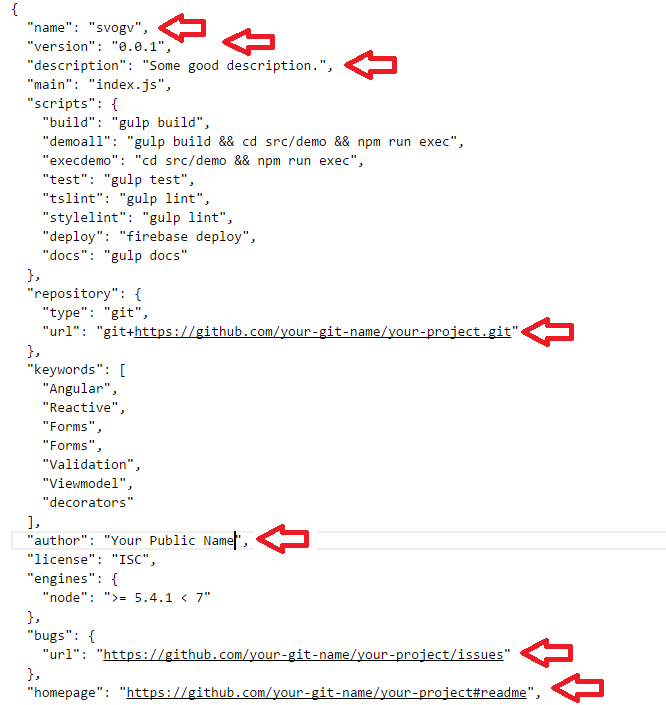 {
"name": "svogv",
"version": "0.0.1",
"description": "Some good description.",
"main": "index.js",
"scripts": {
"build": "gulp build",
"demoall": "gulp build && cd src/demo && npm run exec",
"execdemo": "cd src/demo && npm run exec",
"test": "gulp test",
"tslint": "gulp lint",
"stylelint": "gulp lint",
"deploy": "firebase deploy",
"docs": "gulp docs"
},
"repository": {
"type": "git",
"url": "git+https://github.com/your-git-name/your-project.git"
},
"keywords": [
"Angular",
"Reactive",
"Forms",
"Forms",
"Validation",
"Viewmodel",
"decorators"
],
"author": "Your Public Name",
"license": "ISC",
"engines": {
"node": ">= 5.4.1 < 7"
},
"bugs": {
"url": "https://github.com/your-git-name/your-project/issues"
},
"homepage": "https://github.com/your-git-name/your-project#readme",